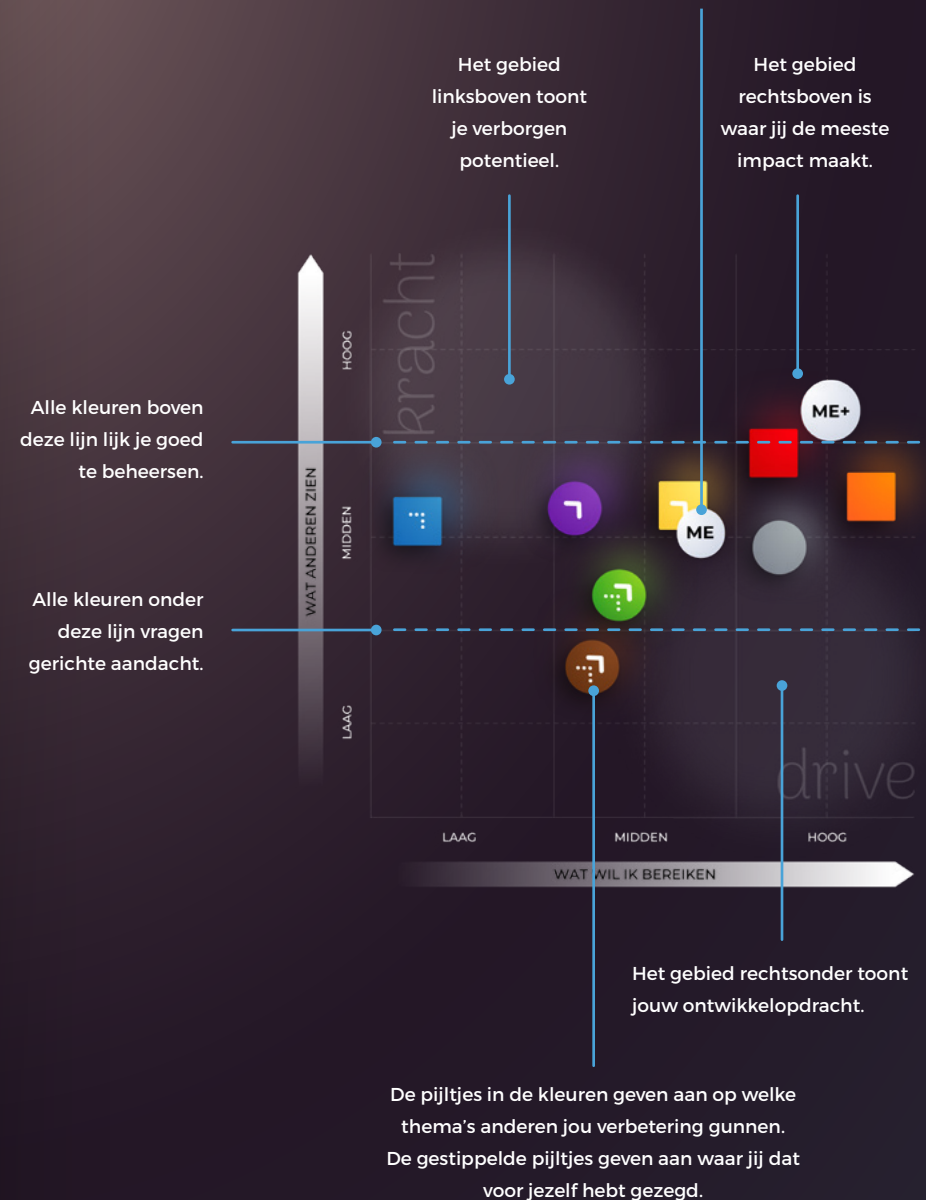 Het gebied
linksboven toont
je verborgen
potentieel.
Het gebied
rechtsboven is
waar jij de meeste
impact maakt.
kracht
HOOG
ME+
Alle kleuren boven
deze lijn lijk je goed
te beheersen.
WAT ANDEREN ZIEN
MIDDEN
ME
Alle kleuren onder
deze lijn vragen
gerichte aandacht.
LAAG
drive
LAAG
MIDDEN
HOOG
WAT WIL IK BEREIKEN
Het gebied rechtsonder toont
jouw ontwikkelopdracht.
De pijltjes in de kleuren geven aan op welke
thema’s anderen jou verbetering gunnen.
De gestippelde pijltjes geven aan waar jij dat
voor jezelf hebt gezegd.